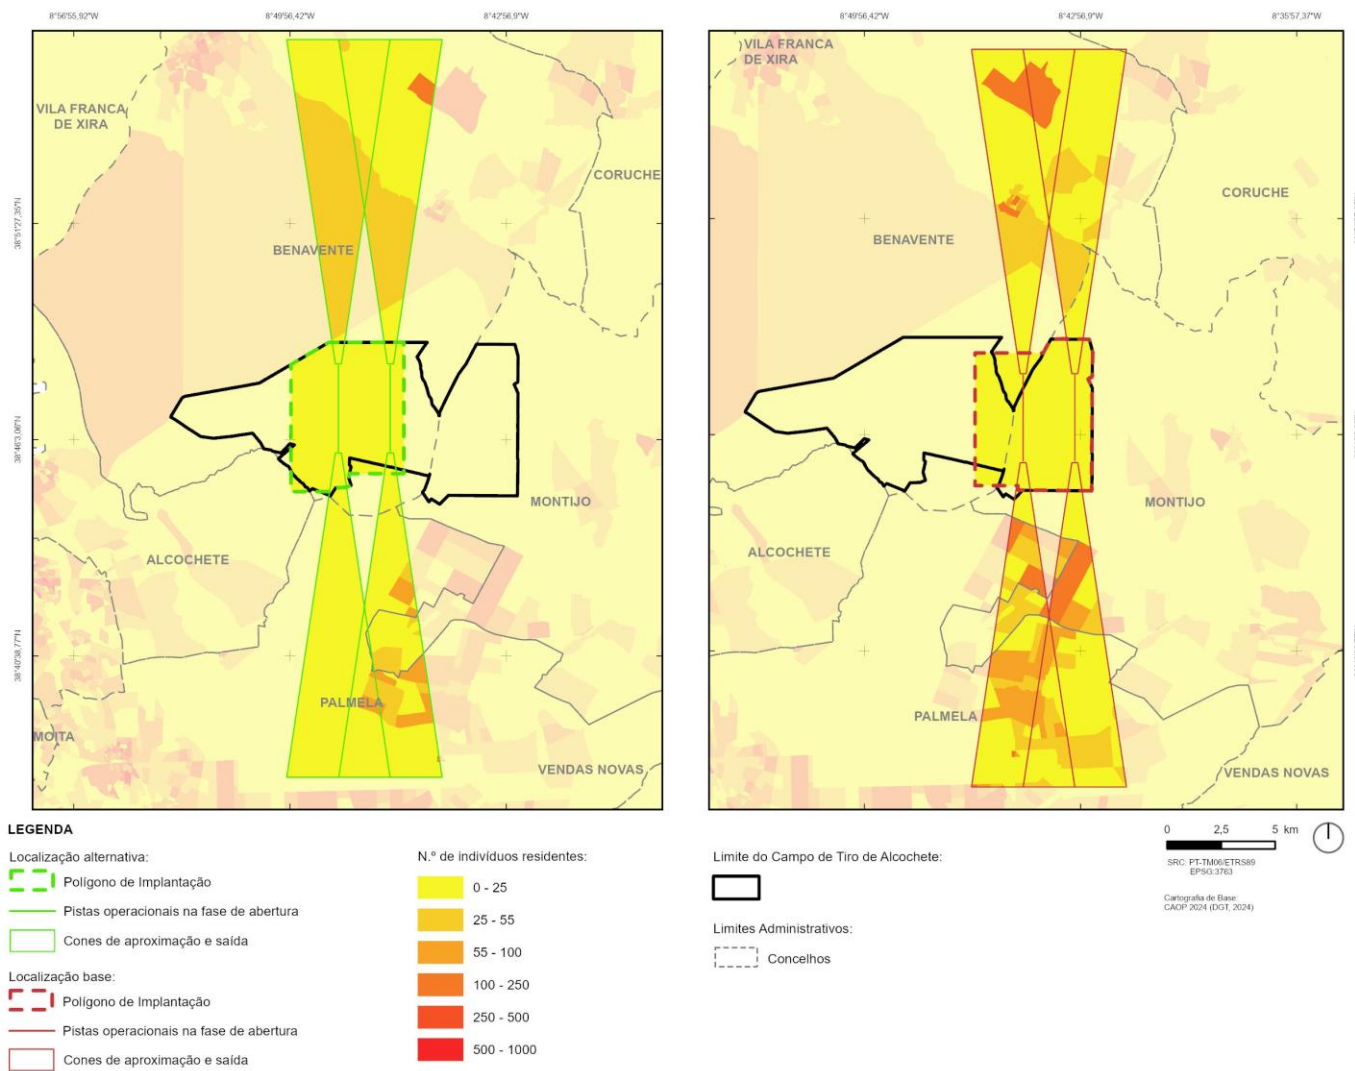 8°56'55,92"W
8°49'56,42"W
8°42'56,9"W
8°49'56,42"W
8°42'56,9"W
8°35'57,37"W
VILA FRANCA
DE XIRA
CORUCHE
38°51'27,35"N
BENAVENTE
38°46'3,06"N
MONTIJO
ALCOCHETE
38°40'38,77"N
PALMELA
MOITA
VENDAS NOVAS
VILA FRANCA
DE XIRA
CORUCHE
BENAVENTE
MONTIJO
ALCOCHETE
PALMELA
VENDAS NOVAS
LEGENDA
Localização alternativa:
Polígono de Implantação
Pistas operacionais na fase de abertura
Cones de aproximação e saída
Localização base:
Polígono de Implantação
Pistas operacionais na fase de abertura
Cones de aproximação e saída
N.º de indivíduos residentes:
0 - 25
25 - 55
55 - 100
100 - 250
250 - 500
500 - 1000
Limite do Campo de Tiro de Alcochete:
Limites Administrativos:
Concelhos
0 2,5 5 km
SRC: PT-TM06/ETRS89
EPSG:3763
Cartografia de Base:
CAOP 2024 (DGT, 2024)